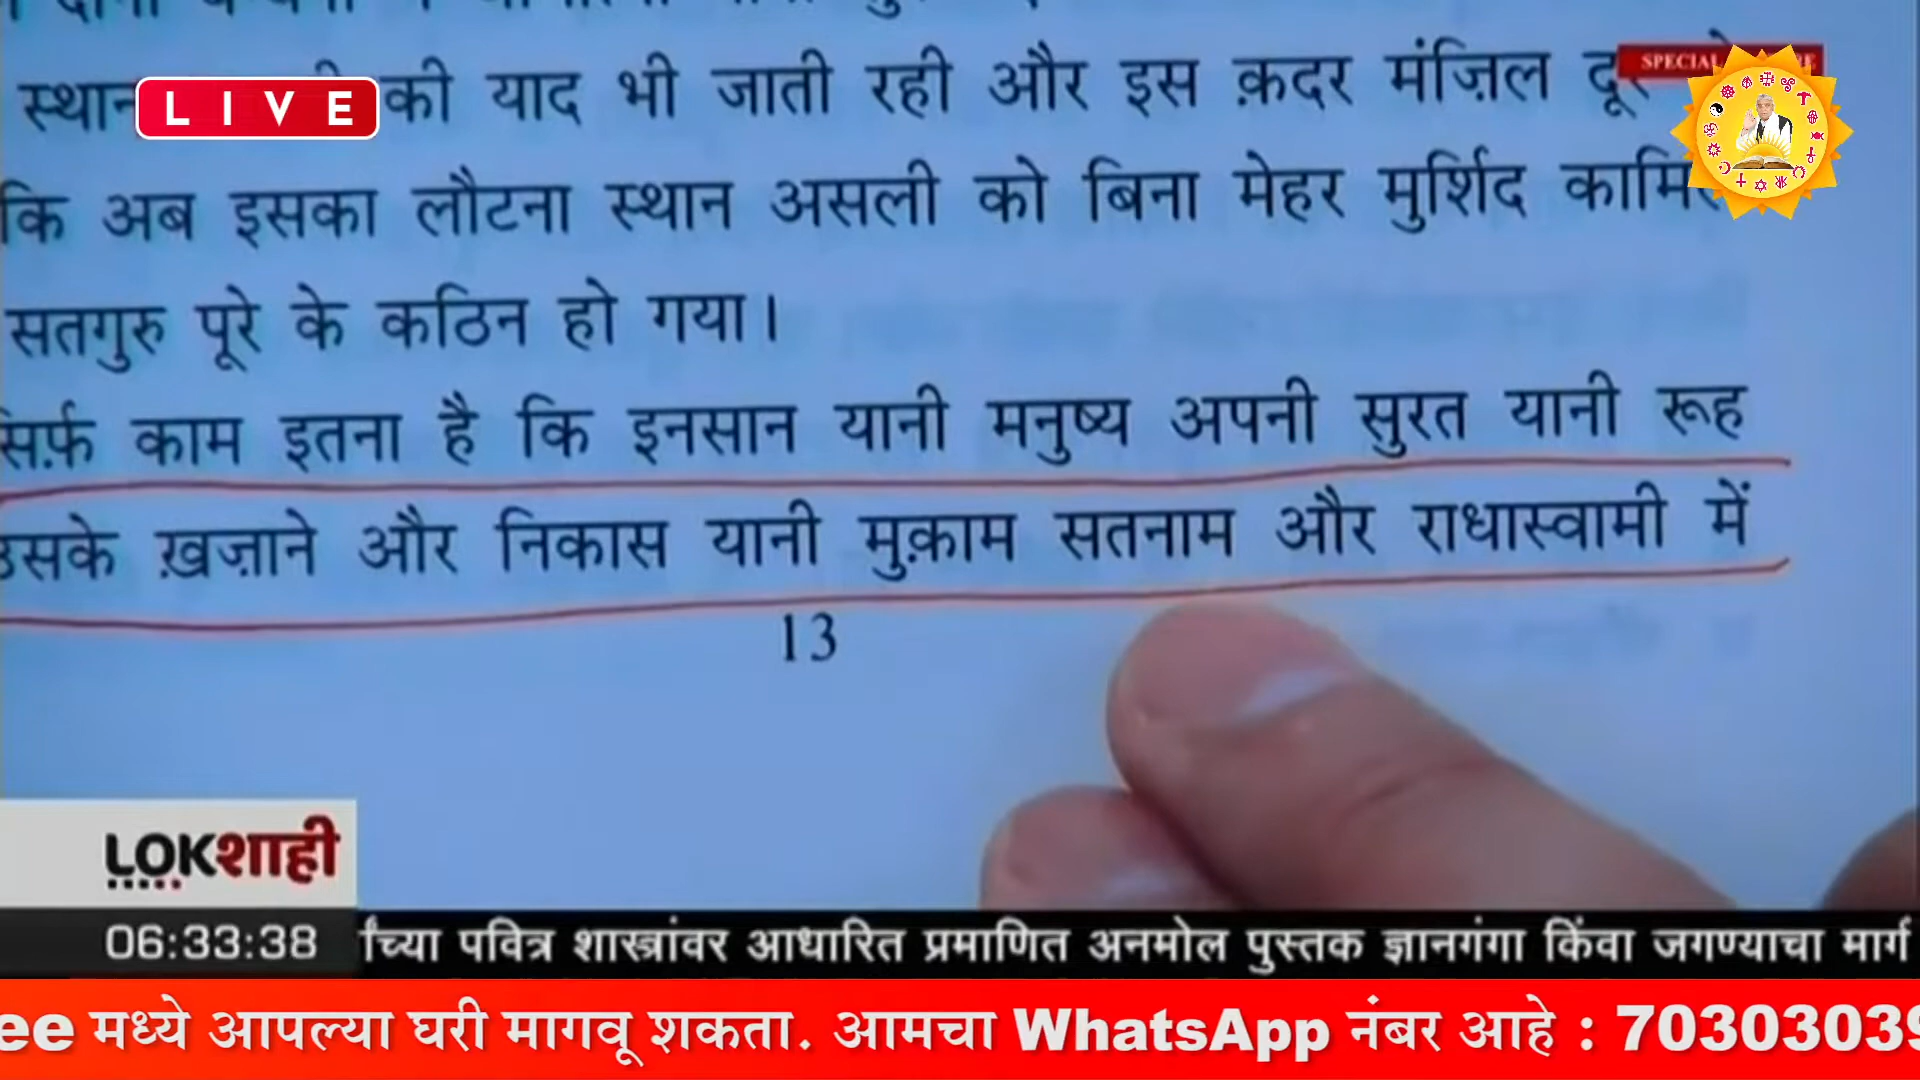 स्थान की याद भी जाती रही और इस क़दर मंज़िल
कि अब इसका लौटना स्थान असली को बिना मेहर मुर्शिद
सतगुरु पूरे के कठिन हो गया।
सिर्फ़ काम इतना है कि इनसान यानी मनुष्य अपनी सुरत यानी रूह
उसके ख़ज़ाने और निकास यानी मुक़ाम सतनाम और राधास्वामी में
13
LIVE
SPECIAL
LOKशाही
06:33:38
पवित्र शास्त्रांवर आधारित प्रमाणित अनमोल पुस्तक ज्ञानगंगा किंवा जगण्याचा मार्ग
मध्ये आपल्या घरी मागवू शकता. आमचा WhatsApp नंबर आहे : 70303039